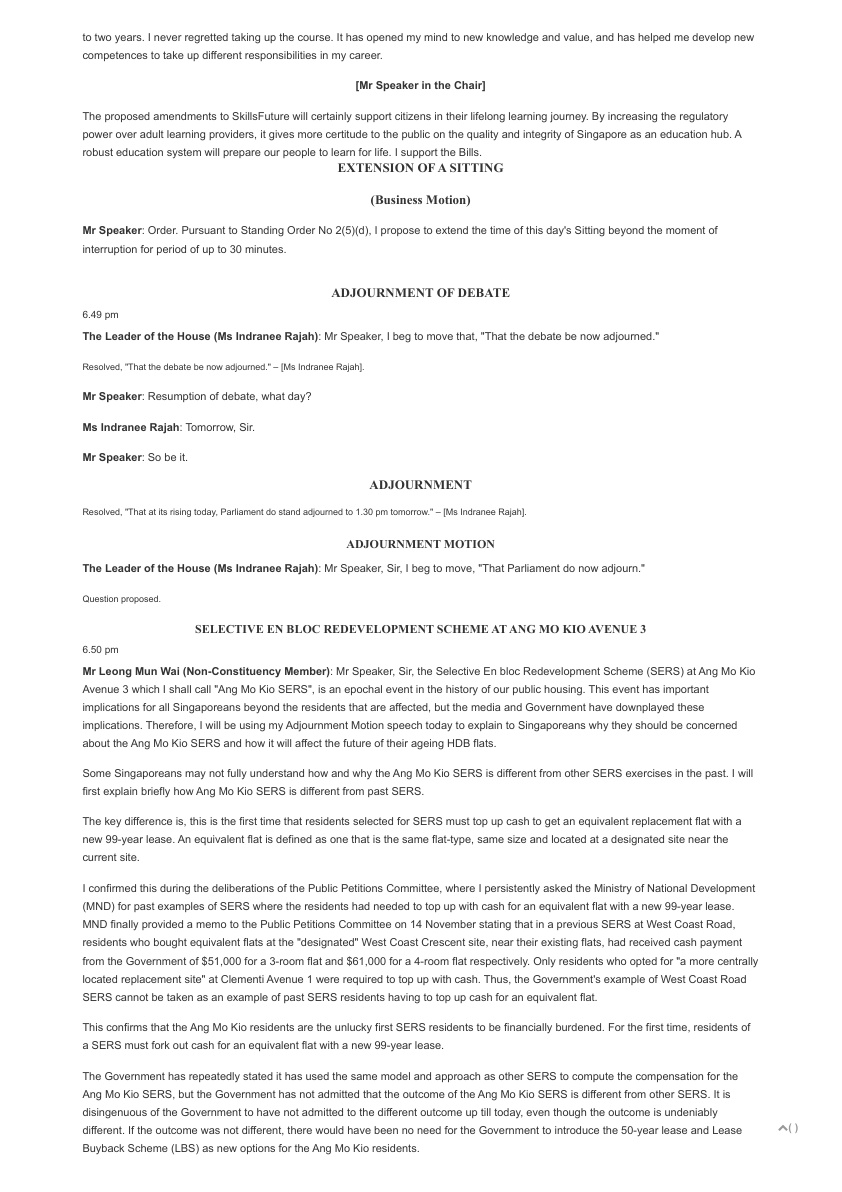 to two years. I never regretted taking up the course. It has opened my mind to new knowledge and value, and has helped me develop new
competences to take up different responsibilities in my career.
[Mr Speaker in the Chair]
The proposed amendments to SkillsFuture will certainly support citizens in their lifelong learning journey. By increasing the regulatory
power over adult learning providers, it gives more certitude to the public on the quality and integrity of Singapore as an education hub. A
robust education system will prepare our people to learn for life. I support the Bills.
EXTENSION OF A SITTING
(Business Motion)
Mr Speaker: Order. Pursuant to Standing Order No 2(5)(d), I propose to extend the time of this day's Sitting beyond the moment of
interruption for period of up to 30 minutes.
ADJOURNMENT OF DEBATE
6.49 pm
The Leader of the House (Ms Indranee Rajah): Mr Speaker, I beg to move that, "That the debate be now adjourned."
Resolved, "That the debate be now adjourned." – [Ms Indranee Rajah].
Mr Speaker: Resumption of debate, what day?
Ms Indranee Rajah: Tomorrow, Sir.
Mr Speaker: So be it.
ADJOURNMENT
Resolved, "That at its rising today, Parliament do stand adjourned to 1.30 pm tomorrow." – [Ms Indranee Rajah].
ADJOURNMENT MOTION
The Leader of the House (Ms Indranee Rajah): Mr Speaker, Sir, I beg to move, "That Parliament do now adjourn."
Question proposed.
SELECTIVE EN BLOC REDEVELOPMENT SCHEME AT ANG MO KIO AVENUE 3
6.50 pm
Mr Leong Mun Wai (Non-Constituency Member): Mr Speaker, Sir, the Selective En bloc Redevelopment Scheme (SERS) at Ang Mo Kio
Avenue 3 which I shall call "Ang Mo Kio SERS", is an epochal event in the history of our public housing. This event has important
implications for all Singaporeans beyond the residents that are affected, but the media and Government have downplayed these
implications. Therefore, I will be using my Adjournment Motion speech today to explain to Singaporeans why they should be concerned
about the Ang Mo Kio SERS and how it will affect the future of their ageing HDB flats.
Some Singaporeans may not fully understand how and why the Ang Mo Kio SERS is different from other SERS exercises in the past. I will
first explain briefly how Ang Mo Kio SERS is different from past SERS.
The key difference is, this is the first time that residents selected for SERS must top up cash to get an equivalent replacement flat with a
new 99-year lease. An equivalent flat is defined as one that is the same flat-type, same size and located at a designated site near the
current site.
I confirmed this during the deliberations of the Public Petitions Committee, where I persistently asked the Ministry of National Development
(MND) for past examples of SERS where the residents had needed to top up with cash for an equivalent flat with a new 99-year lease.
MND finally provided a memo to the Public Petitions Committee on 14 November stating that in a previous SERS at West Coast Road,
residents who bought equivalent flats at the "designated" West Coast Crescent site, near their existing flats, had received cash payment
from the Government of $51,000 for a 3-room flat and $61,000 for a 4-room flat respectively. Only residents who opted for "a more centrally
located replacement site" at Clementi Avenue 1 were required to top up with cash. Thus, the Government's example of West Coast Road
SERS cannot be taken as an example of past SERS residents having to top up cash for an equivalent flat.
This confirms that the Ang Mo Kio residents are the unlucky first SERS residents to be financially burdened. For the first time, residents of
a SERS must fork out cash for an equivalent flat with a new 99-year lease.
The Government has repeatedly stated it has used the same model and approach as other SERS to compute the compensation for the
Ang Mo Kio SERS, but the Government has not admitted that the outcome of the Ang Mo Kio SERS is different from other SERS. It is
disingenuous of the Government to have not admitted to the different outcome up till today, even though the outcome is undeniably
different. If the outcome was not different, there would have been no need for the Government to introduce the 50-year lease and Lease
Buyback Scheme (LBS) as new options for the Ang Mo Kio residents.
( )